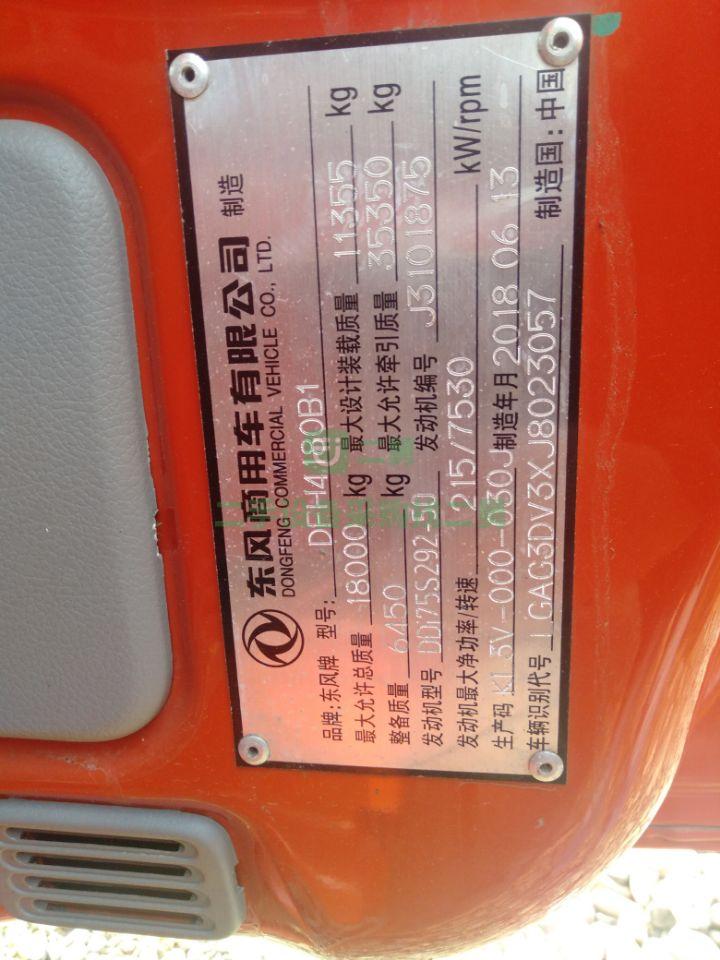 东风商用车有限公司 制造
DONGFENG COMMERCIAL VEHICLE CO., LTD.
品牌:东风牌 型号: DFH4180B1
最大允许总质量 18000 kg 最大设计装载质量 11355 kg
整备质量 6450 kg 最大允许牵引质量 35350 kg
发动机型号 DDi75S292-50 发动机编号 J3101875
发动机最大净功率/转速 215/7530 kW/rpm
生产码 KL3V-000-030J 制造年月 2018 06 13
车辆识别代号 LGAG3DV3XJ8023057 制造国: 中国